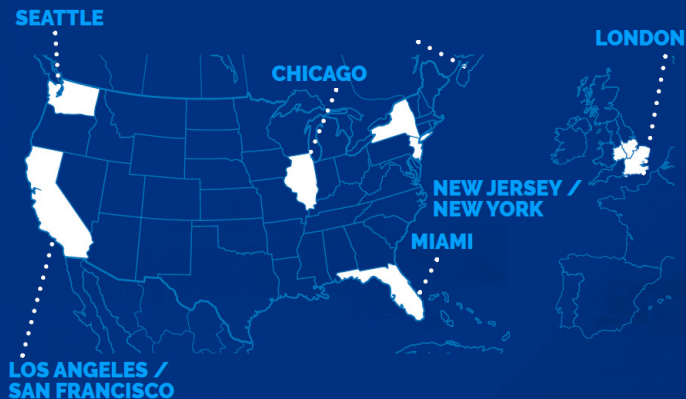 SEATTLE
LONDON
CHICAGO
NEW JERSEY /
NEW YORK
MIAMI
LOS ANGELES /
SAN FRANCISCO